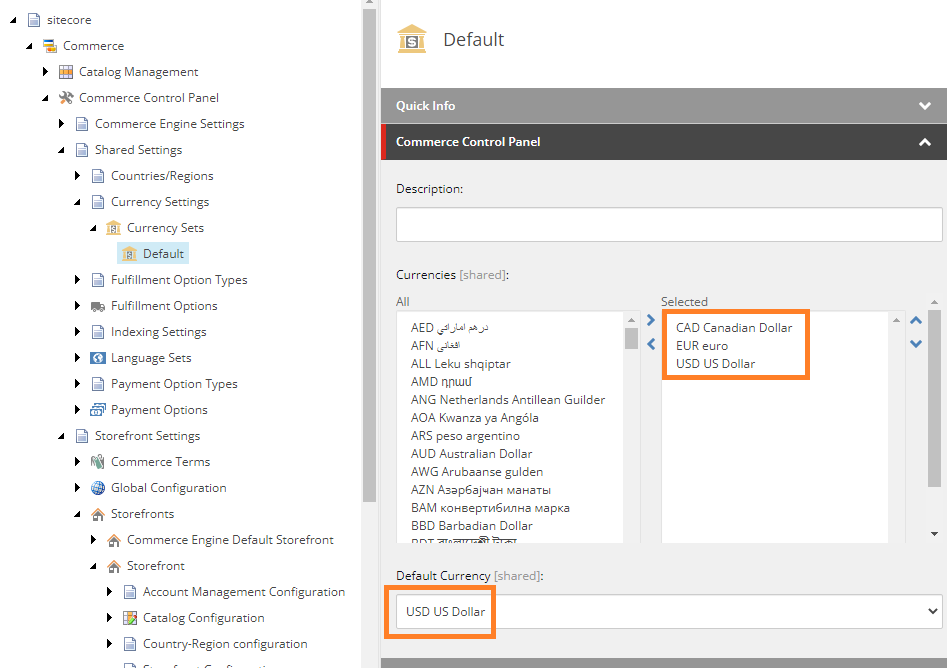 sitecore
Commerce
Catalog Management
Commerce Control Panel
Commerce Engine Settings
Shared Settings
Countries/Regions
Currency Settings
Currency Sets
Default
Fulfillment Option Types
Fulfillment Options
Indexing Settings
Language Sets
Payment Option Types
Payment Options
Storefront Settings
Commerce Terms
Global Configuration
Storefronts
Commerce Engine Default Storefront
Storefront
Account Management Configuration
Catalog Configuration
Country-Region configuration
Default
Quick Info
Commerce Control Panel
Description:
Currencies [shared]:
All
AED درهم اماراتي
AFN افغانى
ALL Leku shqiptar
AMD դրամ
ANG Netherlands Antillean Guilder
AOA Kwanza ya Angóla
ARS peso argentino
AUD Australian Dollar
AWG Arubaanse gulden
AZN Азәрбајҹан манаты
BAM конвертибилна марка
BBD Barbadian Dollar
BDT বাংলাদেশী টাকা
Selected
CAD Canadian Dollar
EUR euro
USD US Dollar
Default Currency [shared]:
USD US Dollar